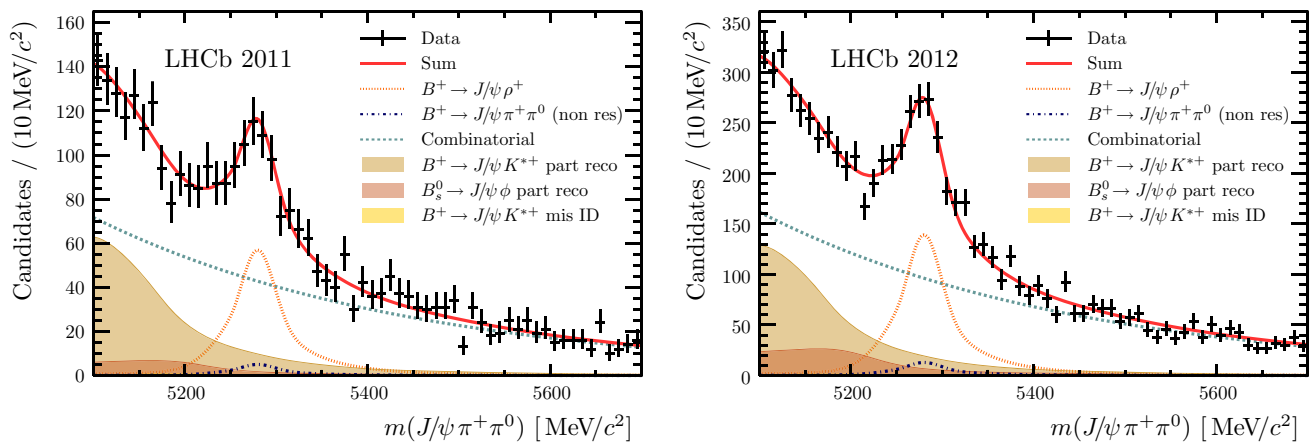 LHCb 2011
Data
Sum
B⁺ → J/ψ ρ⁺
B⁺ → J/ψ π⁺π⁰ (non res)
Combinatorial
B⁺ → J/ψ K*⁺ part reco
B⁰ₛ → J/ψ ϕ part reco
B⁺ → J/ψ K*⁺ mis ID
Candidates / (10 MeV/c²)
160
140
120
100
80
60
40
20
0
5200
5400
5600
m(J/ψ π⁺π⁰) [MeV/c²]
LHCb 2012
Data
Sum
B⁺ → J/ψ ρ⁺
B⁺ → J/ψ π⁺π⁰ (non res)
Combinatorial
B⁺ → J/ψ K*⁺ part reco
B⁰ₛ → J/ψ ϕ part reco
B⁺ → J/ψ K*⁺ mis ID
Candidates / (10 MeV/c²)
350
300
250
200
150
100
50
0
5200
5400
5600
m(J/ψ π⁺π⁰) [MeV/c²]